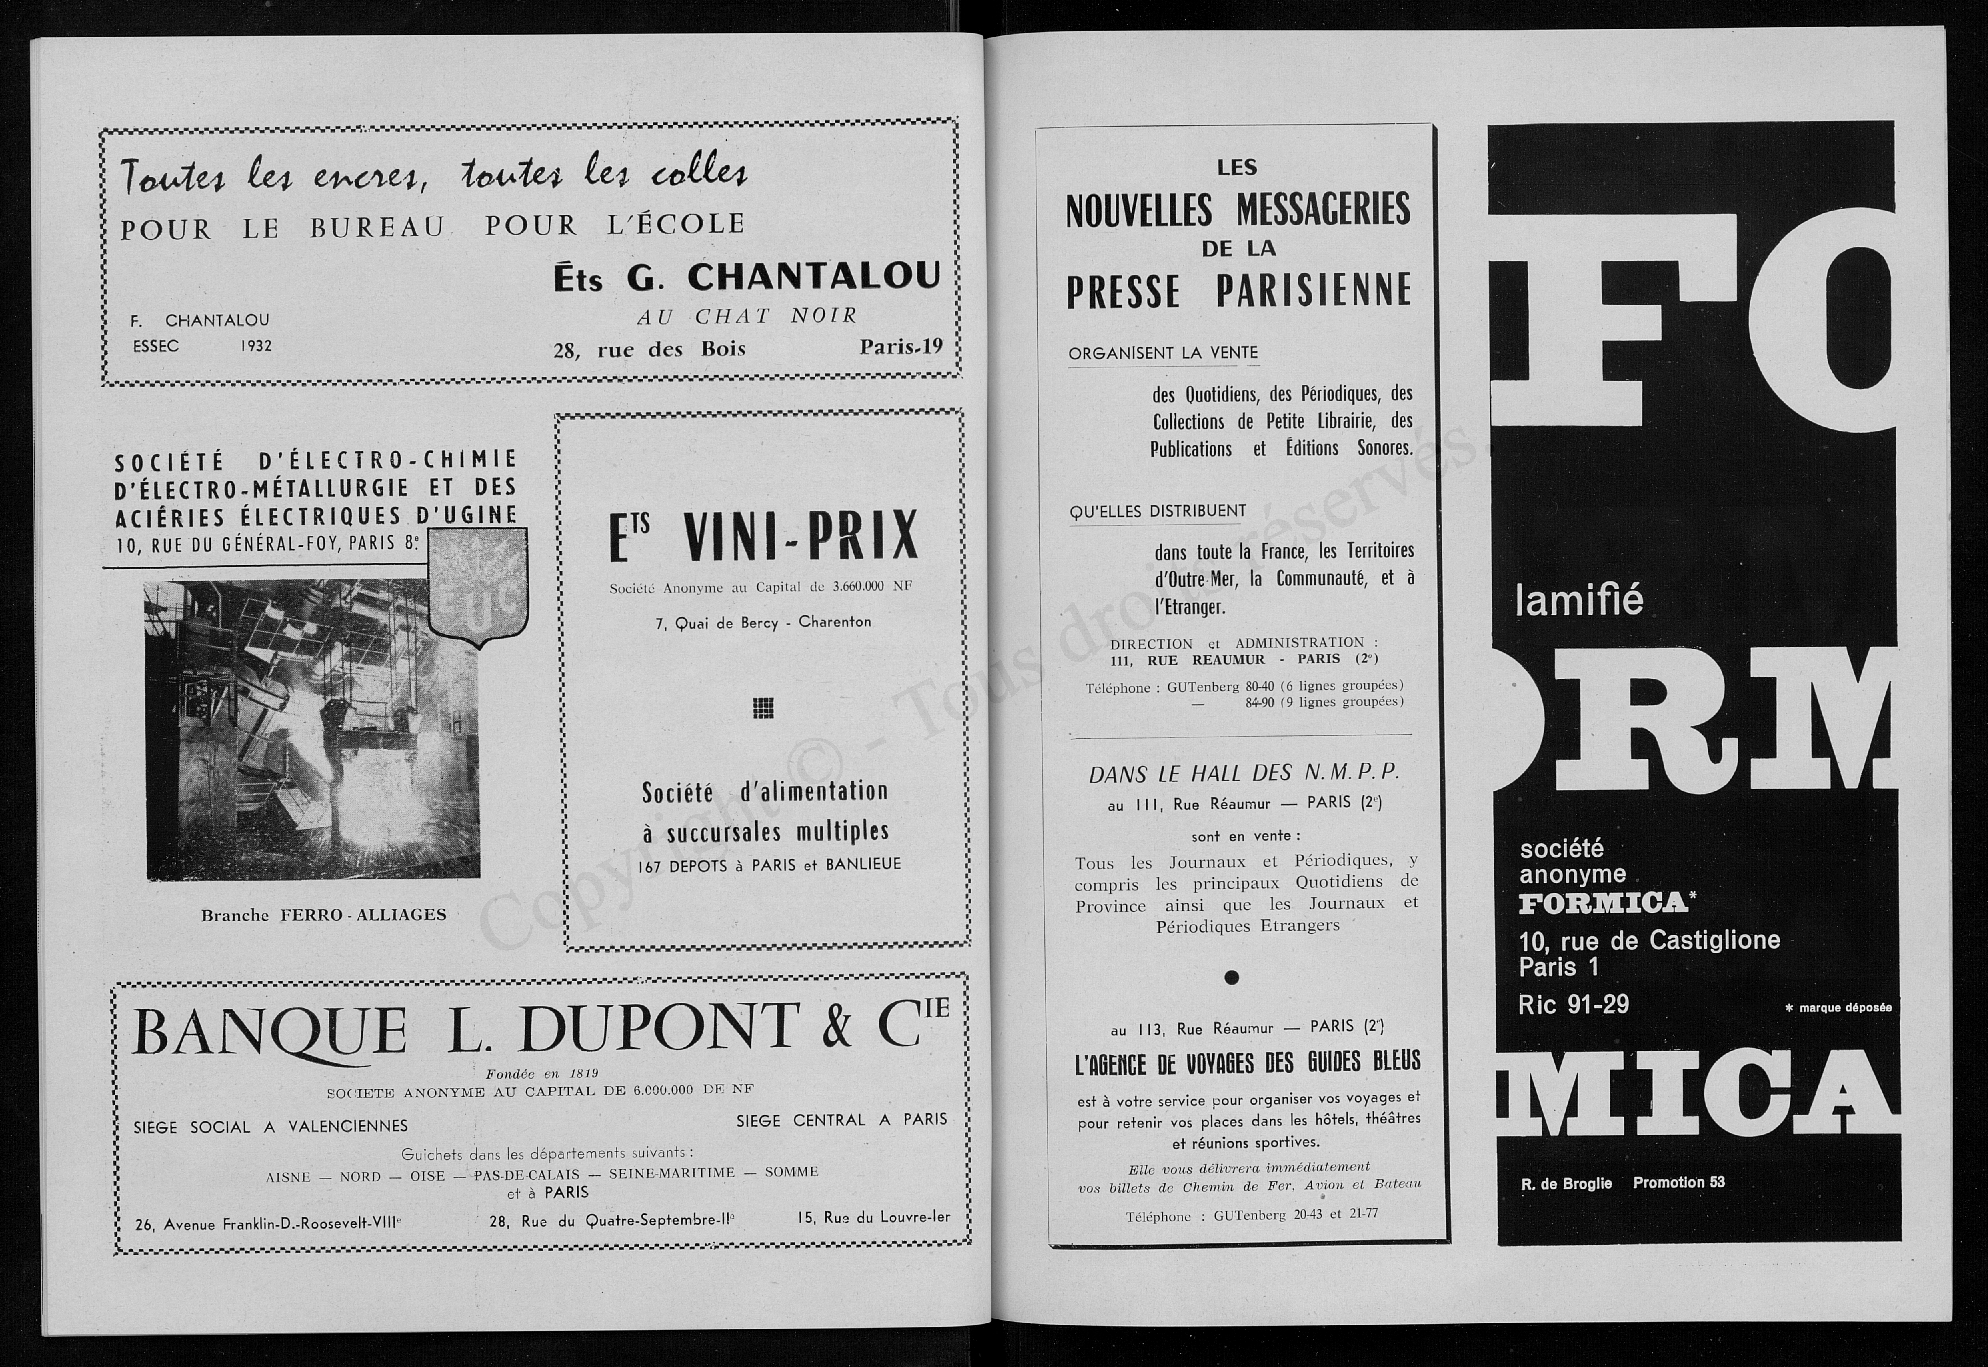 Toutes les encres, toutes les colles
POUR LE BUREAU POUR L'ÉCOLE
Éts G. CHANTALOU
AU CHAT NOIR
28, rue des Bois Paris-19
F. CHANTALOU
ESSEC 1932
SOCIÉTÉ D'ÉLECTRO-CHIMIE
D'ÉLECTRO-MÉTALLURGIE ET DES
ACIÉRIES ÉLECTRIQUES D'UGINE
10, RUE DU GÉNÉRAL-FOY, PARIS 8e
Branche FERRO-ALLIAGES
ETS VINI-PRIX
Société Anonyme au Capital de 3.660.000 NF
7, Quai de Bercy - Charenton
Société d'alimentation
à succursales multiples
167 DEPOTS à PARIS et BANLIEUE
BANQUE L. DUPONT & CIE
Fondée en 1819
SOCIETE ANONYME AU CAPITAL DE 6.000.000 DE NF
SIEGE SOCIAL A VALENCIENNES SIEGE CENTRAL A PARIS
Guichets dans les départements suivants :
AISNE — NORD — OISE — PAS-DE-CALAIS — SEINE-MARITIME — SOMME
et à PARIS
26, Avenue Franklin-D.-Roosevelt-VIIIe 28, Rue du Quatre-Septembre-IIe 15, Rue du Louvre-Ier
LES
NOUVELLES MESSAGERIES
DE LA
PRESSE PARISIENNE
ORGANISENT LA VENTE
des Quotidiens, des Périodiques, des
Collections de Petite Librairie, des
Publications et Éditions Sonores.
QU'ELLES DISTRIBUENT
dans toute la France, les Territoires
d'Outre-Mer, la Communauté, et à
l'Etranger.
DIRECTION et ADMINISTRATION :
111, RUE REAUMUR - PARIS (2e)
Téléphone : GUTenberg 80-40 (6 lignes groupées)
— 84-90 (9 lignes groupées)
DANS LE HALL DES N.M.P.P.
au 111, Rue Réaumur — PARIS (2e)
sont en vente :
Tous les Journaux et Périodiques, y
compris les principaux Quotidiens de
Province ainsi que les Journaux et
Périodiques Etrangers
au 113, Rue Réaumur — PARIS (2e)
L'AGENCE DE VOYAGES DES GUIDES BLEUS
est à votre service pour organiser vos voyages et
pour retenir vos places dans les hôtels, théâtres
et réunions sportives.
Elle vous délivrera immédiatement
vos billets de Chemin de Fer, Avion et Bateau
Téléphone : GUTenberg 20-43 et 21-77
FO
lamifié
ORM
société
anonyme
FORMICA*
10, rue de Castiglione
Paris 1
Ric 91-29
* marque déposée
MICA
R. de Broglie Promotion 53
Copyright © - Tous droits réservés.